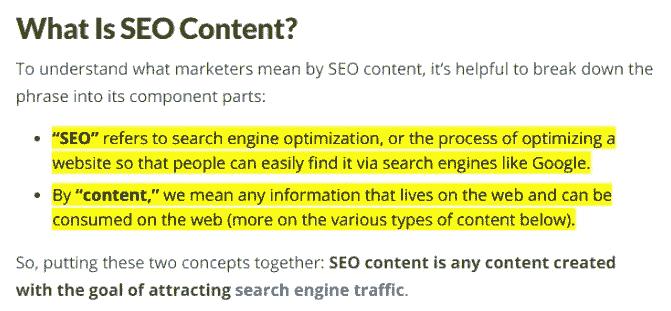 What Is SEO Content?
To understand what marketers mean by SEO content, it’s helpful to break down the
phrase into its component parts:
• “SEO” refers to search engine optimization, or the process of optimizing a
website so that people can easily find it via search engines like Google.
• By “content,” we mean any information that lives on the web and can be
consumed on the web (more on the various types of content below).
So, putting these two concepts together: SEO content is any content created
with the goal of attracting search engine traffic.